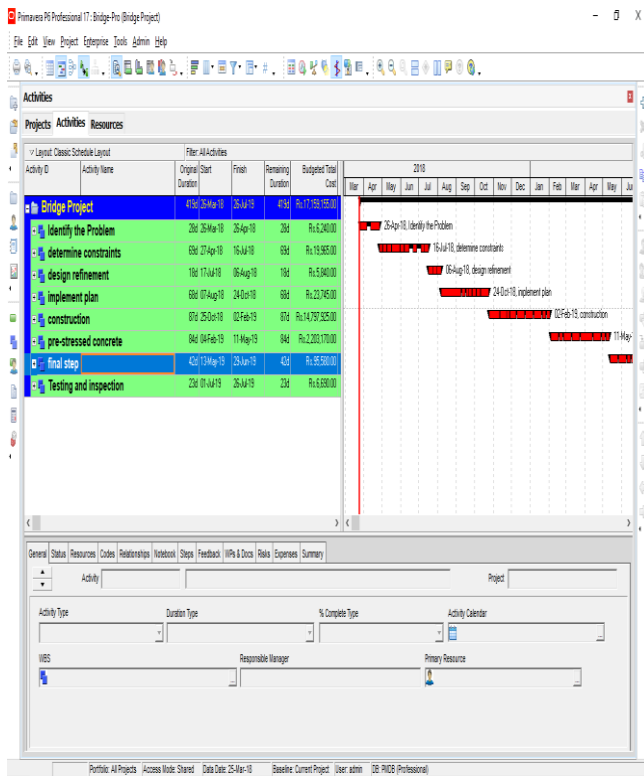 Primavera P6 Professional 17 : Bridge-Pro (Bridge Project)
File Edit View Project Enterprise Tools Admin Help
Activities
Projects Activities Resources
Layout: Classic Schedule Layout Filter: All Activities
Activity ID Activity Name Original Duration Start Finish Remaining Duration Budgeted Total Cost
2018
Mar Apr May Jun Jul Aug Sep Oct Nov Dec Jan Feb Mar Apr May Ju
Bridge Project 419d 26-Mar-18 26-Jul-19 419d
Identify the Problem 28d 26-Mar-18 26-Apr-18 28d Rs.6,240.00 26-Apr-18, Identify the Problem
determine constraints 69d 27-Apr-18 16-Jul-18 69d Rs.19,965.00 16-Jul-18, determine constraints
design refinement 18d 17-Jul-18 06-Aug-18 18d Rs.5,840.00 06-Aug-18, design refinement
implement plan 68d 07-Aug-18 24-Oct-18 68d Rs.23,745.00 24-Oct-18, implement plan
construction 87d 25-Oct-18 02-Feb-19 87d Rs.14,797,925.00 02-Feb-19, construction
pre-stressed concrete 84d 04-Feb-19 11-May-19 84d Rs.2,203,170.00 11-May-
final step 42d 13-May-19 29-Jun-19 42d Rs.95,580.00
Testing and inspection 23d 01-Jul-19 26-Jul-19 23d Rs.6,690.00
General Status Resources Codes Relationships Notebook Steps Feedback WPs & Docs Risks Expenses Summary
Activity Project
Activity Type Duration Type % Complete Type Activity Calendar
WBS Responsible Manager Primary Resource
Portfolio: All Projects Access Mode: Shared Data Date: 25-Mar-18 Baseline: Current Project User: admin DB: PMDB (Professional)